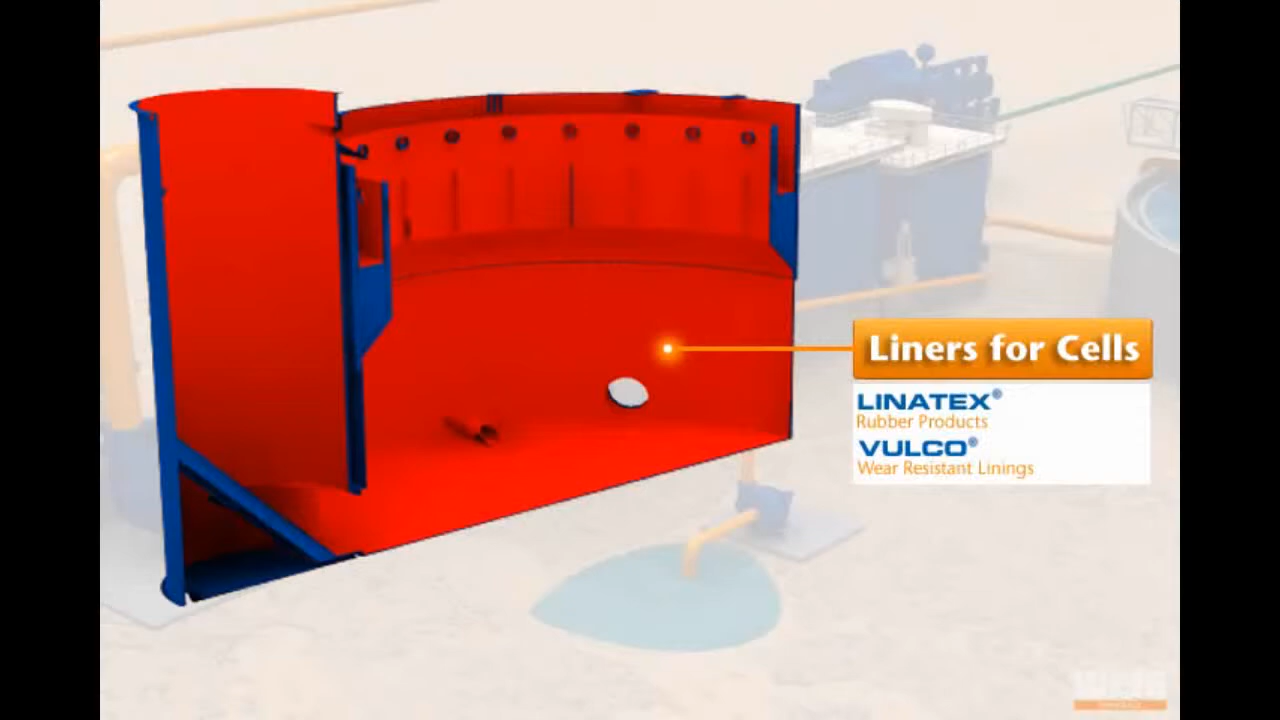 Liners for Cells
LINATEX®
Rubber Products
VULCO®
Wear Resistant Linings